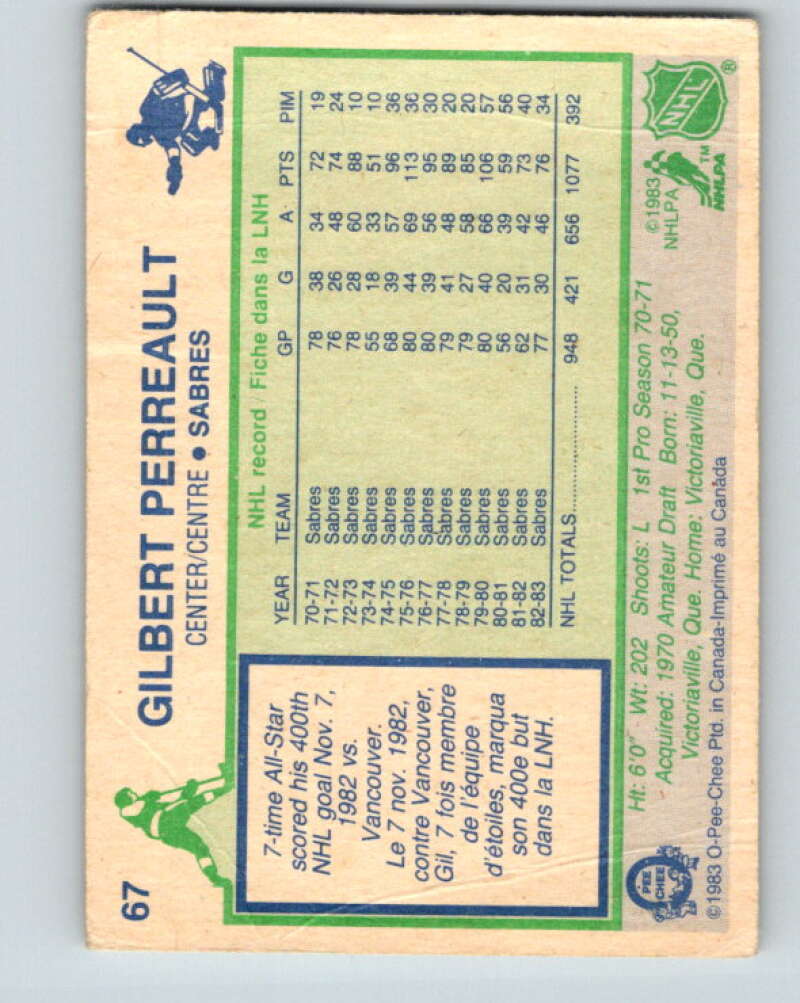 67
GILBERT PERREAULT
CENTER/CENTRE • SABRES
7-time All-Star
scored his 400th
NHL goal Nov. 7,
1982 vs.
Vancouver.
Le 7 nov. 1982,
contre Vancouver,
Gil, 7 fois membre
de l'équipe
d'étoiles, marqua
son 400e but
dans la LNH.
NHL record / Fiche dans la LNH
YEAR TEAM GP G A PTS PIM
70-71 Sabres 78 38 34 72 19
71-72 Sabres 76 26 48 74 24
72-73 Sabres 78 28 60 88 10
73-74 Sabres 55 18 33 51 10
74-75 Sabres 68 39 57 96 36
75-76 Sabres 80 44 69 113 36
76-77 Sabres 80 39 56 95 30
77-78 Sabres 79 41 48 89 20
78-79 Sabres 79 27 58 85 20
79-80 Sabres 80 40 66 106 57
80-81 Sabres 56 20 39 59 56
81-82 Sabres 62 31 42 73 40
82-83 Sabres 77 30 46 76 34
NHL TOTALS 948 421 656 1077 392
Ht: 6'0" Wt: 202 Shoots: L 1st Pro Season 70-71
Acquired: 1970 Amateur Draft Born: 11-13-50,
Victoriaville, Que. Home: Victoriaville, Que.
PEE
CHEE
©1983 O-Pee-Chee Ptd. in Canada-Imprimé au Canada
©1983
NHLPA
NHLPA
TM
NHL
®